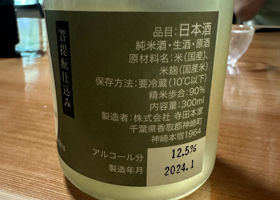 菩提酛仕込み
品目：日本酒
純米酒・生酒・原酒
原材料名：米(国産)、
米麹(国産米)
保存方法：要冷蔵(10℃以下)
精米歩合：90%
内容量：300ml
製造者：株式会社 寺田本家
千葉県香取郡神崎町
神崎本宿1964
アルコール分 12.5%
製造年月 2024.1